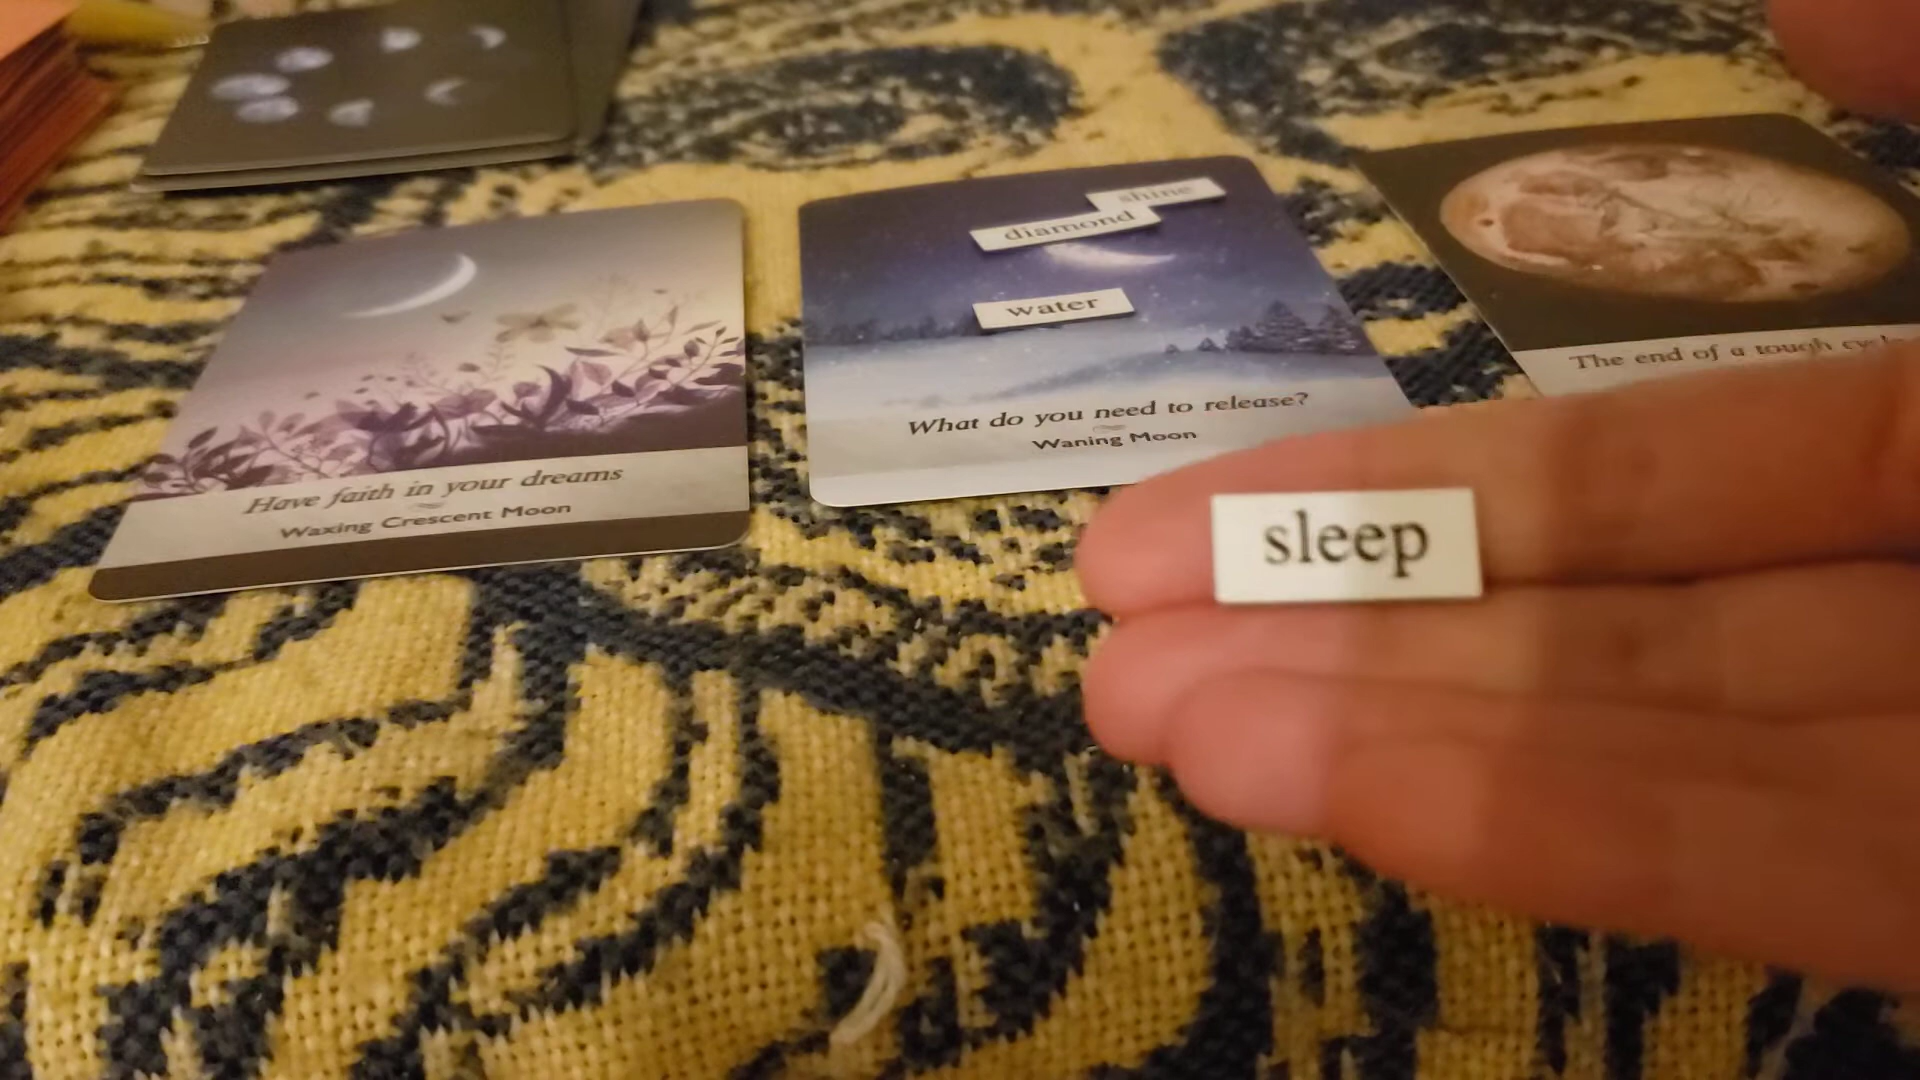 Have faith in your dreams
Waxing Crescent Moon
shine
diamond
water
What do you need to release?
Waning Moon
The end of a tough cycle
sleep